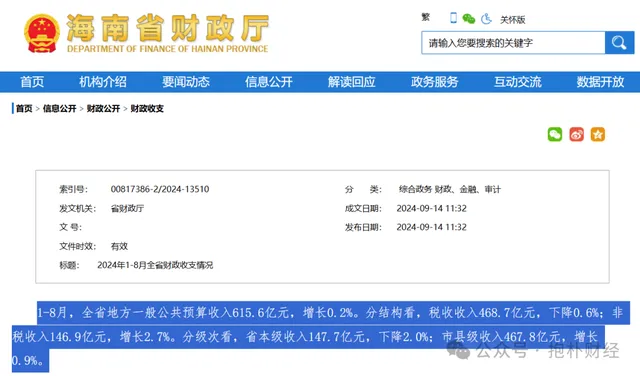 海南省财政厅
DEPARTMENT OF FINANCE OF HAINAN PROVINCE
繁 关怀版
请输入您要搜索的关键字
首页 机构介绍 要闻动态 信息公开 解读回应 政务服务 互动交流 数据开放
首页 > 信息公开 > 财政公开 > 财政收支
索引号： 00817386-2/2024-13510 分 类： 综合政务 财政、金融、审计
发文机关： 省财政厅 成文日期： 2024-09-14 11:32
文 号： 发布日期： 2024-09-14 11:32
文件时效： 有效
标题： 2024年1-8月全省财政收支情况
1-8月，全省地方一般公共预算收入615.6亿元，增长0.2%。分结构看，税收收入468.7亿元，下降0.6%；非
税收入146.9亿元，增长2.7%。分级次看，省本级收入147.7亿元，下降2.0%；市县级收入467.8亿元，增长
0.9%。
公众号 · 抱朴财经